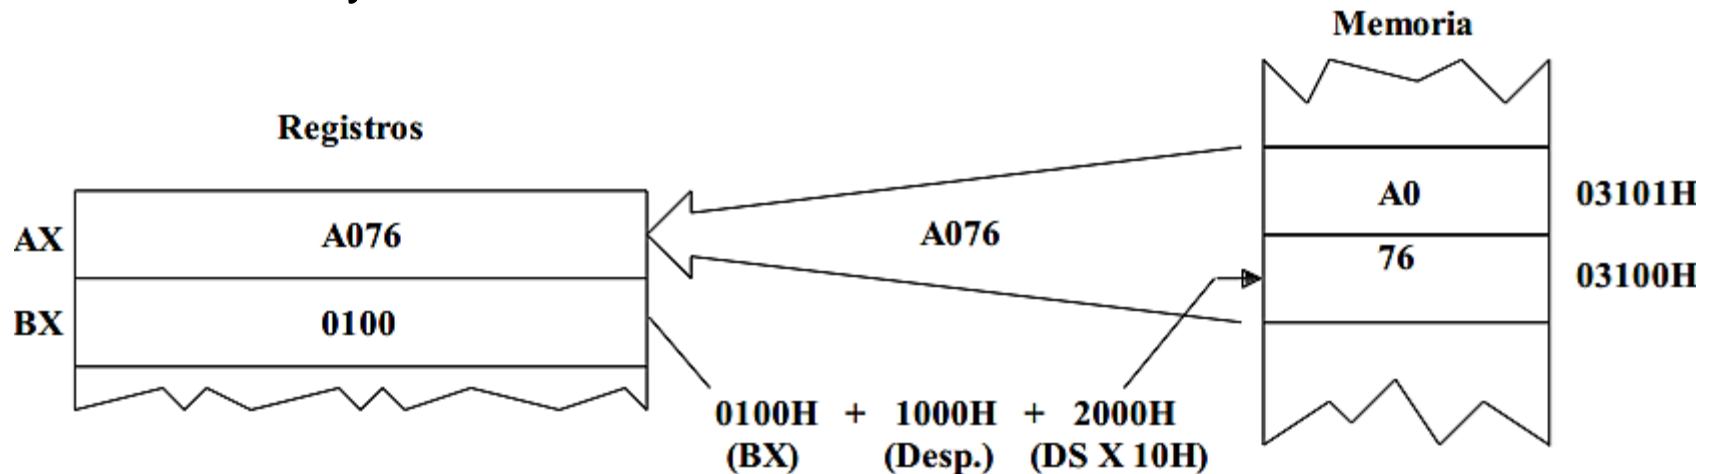 Memoria
Registros
A0 03101H
AX A076 A076
76 03100H
BX 0100
0100H + 1000H + 2000H
(BX) (Desp.) (DS X 10H)